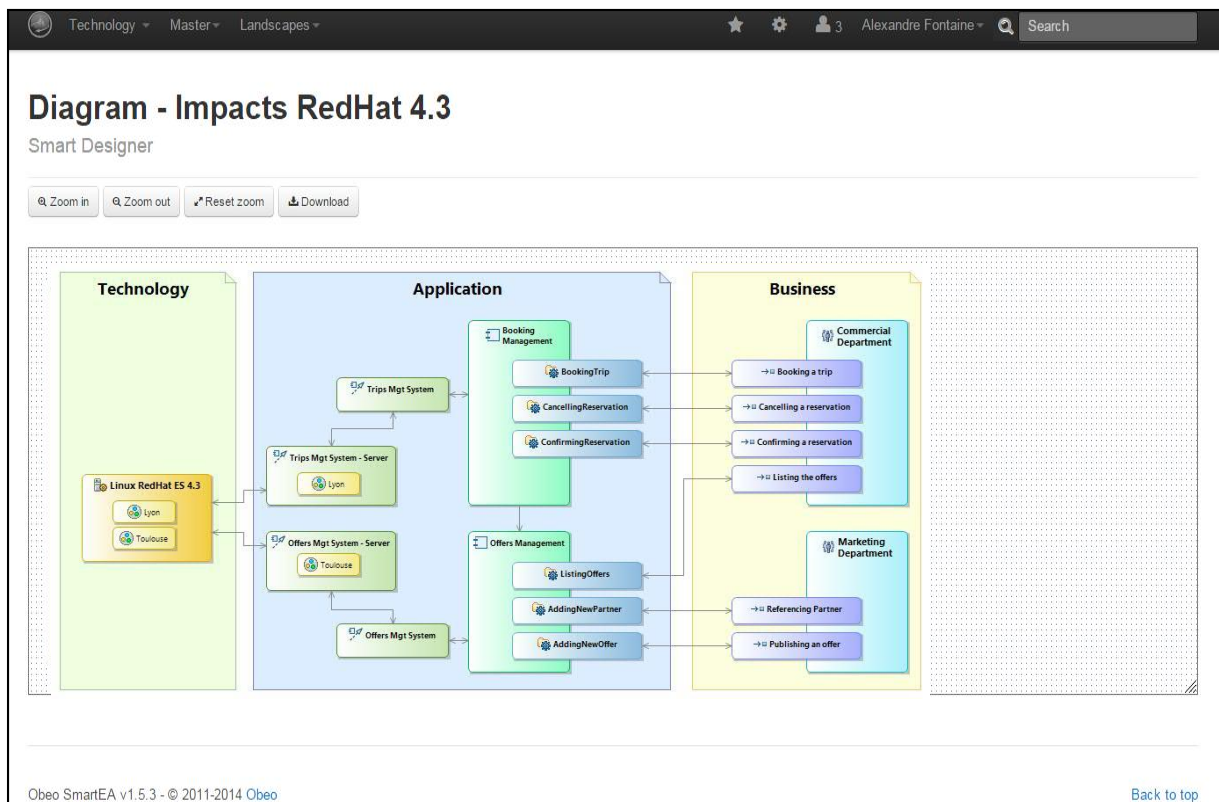 Technology Master Landscapes 3 Alexandre Fontaine Search
Diagram - Impacts RedHat 4.3
Smart Designer
Zoom in Zoom out Reset zoom Download
Technology
Linux RedHat ES 4.3
Lyon
Toulouse
Application
Trips Mgt System
Trips Mgt System - Server
Lyon
Offers Mgt System - Server
Toulouse
Offers Mgt System
Booking
Management
BookingTrip
CancellingReservation
ConfirmingReservation
Offers Management
ListingOffers
AddingNewPartner
AddingNewOffer
Business
Commercial
Department
Booking a trip
Cancelling a reservation
Confirming a reservation
Listing the offers
Marketing
Department
Referencing Partner
Publishing an offer
Obeo SmartEA v1.5.3 - © 2011-2014 Obeo
Back to top